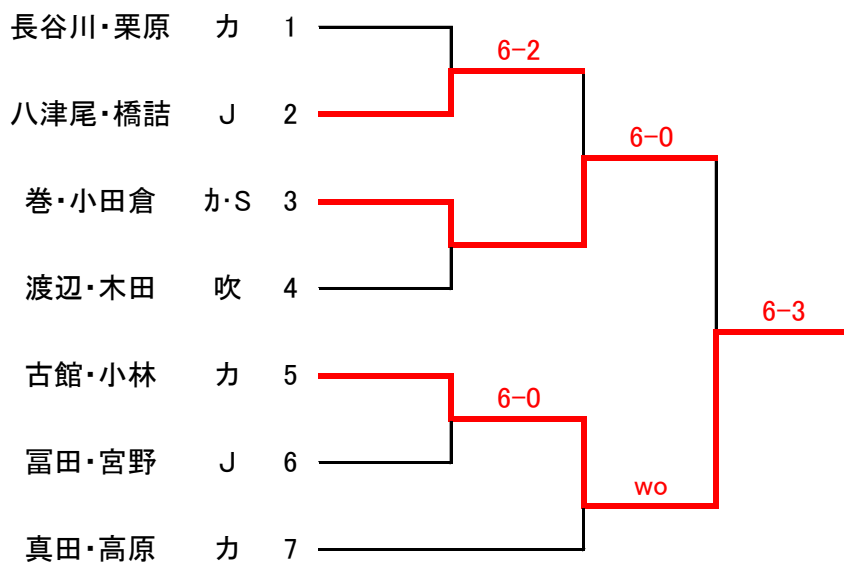 長谷川・栗原 カ 1
6-2
八津尾・橋詰 J 2
6-0
巻・小田倉 ｶ・S 3
渡辺・木田 吹 4
6-3
古館・小林 カ 5
6-0
冨田・宮野 J 6
wo
真田・高原 カ 7